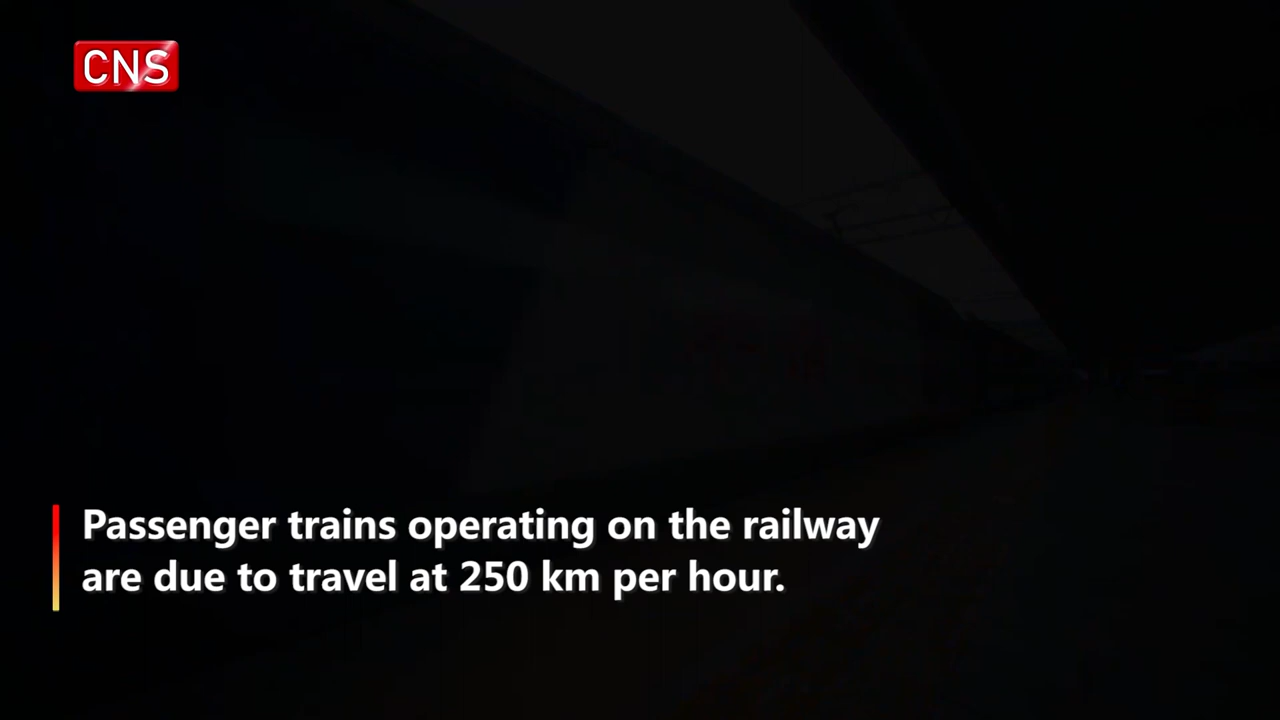 CNS
Passenger trains operating on the railway
are due to travel at 250 km per hour.